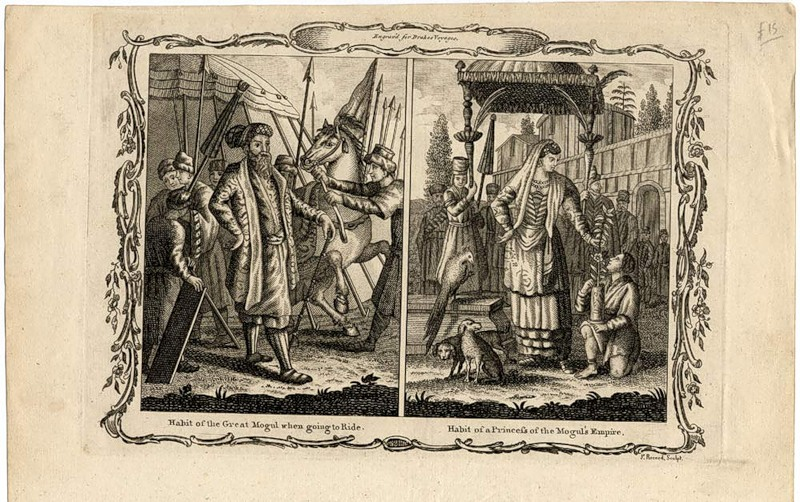 Engrav'd for Drakes Voyages.
£15
Habit of the Great Mogul when going to Ride.
Habit of a Princeſs of the Mogul's Empire.
Sculpt.